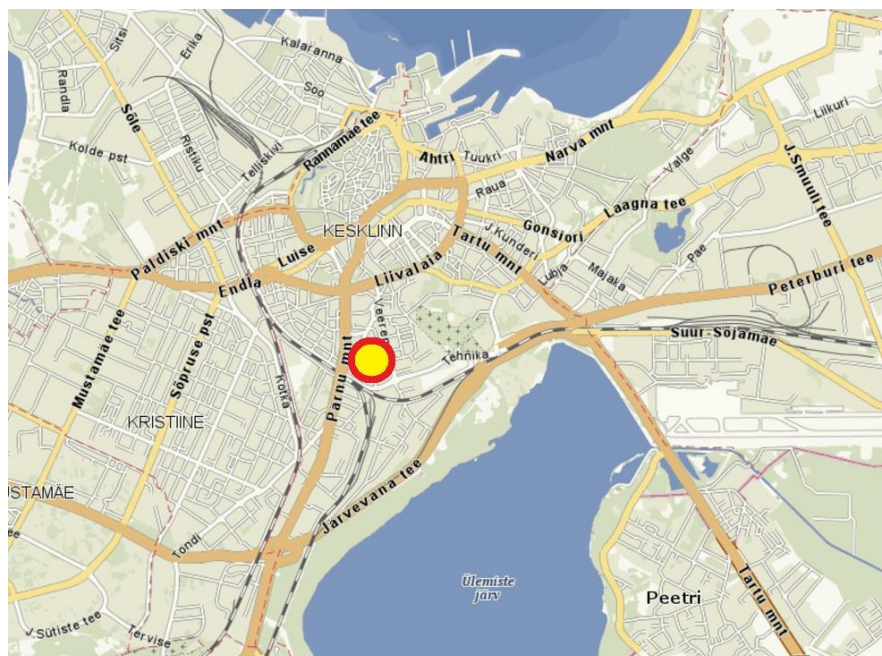 Sitsi
Erika
Kalaranna
Randla
Soo
Sõle
Ristiku
Kolde pst
Telliskivi
Rannamäe tee
Ahtri
Tuukri
Narva mnt
Liikuri
Valge
J.Smuuli tee
Raua
Laagna tee
Gonsiori
KESKLINN
Paldiski mnt
Luise
Endla
Liivalaia
Tartu mnt
J.Kunderi
Lubja
Majaka
Pae
Peterburi tee
Suur-Sõjamäe
Mustamäe tee
Sõpruse pst
Veeren
Tehnika
Pärnu mnt
Kotka
KRISTIINE
USTAMÄE
Järvevana tee
ee
Tondi
Ülemiste
järv
Peetri
Tartu mnt
Sütiste tee
Tervise